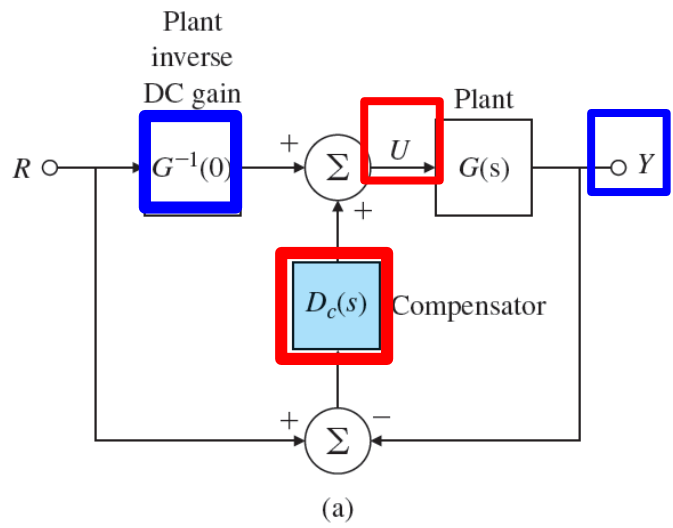 Plant
inverse
DC gain
Plant
R
G⁻¹(0)
+
Σ
U
G(s)
Y
+
D_c(s)
Compensator
+
Σ
−
(a)